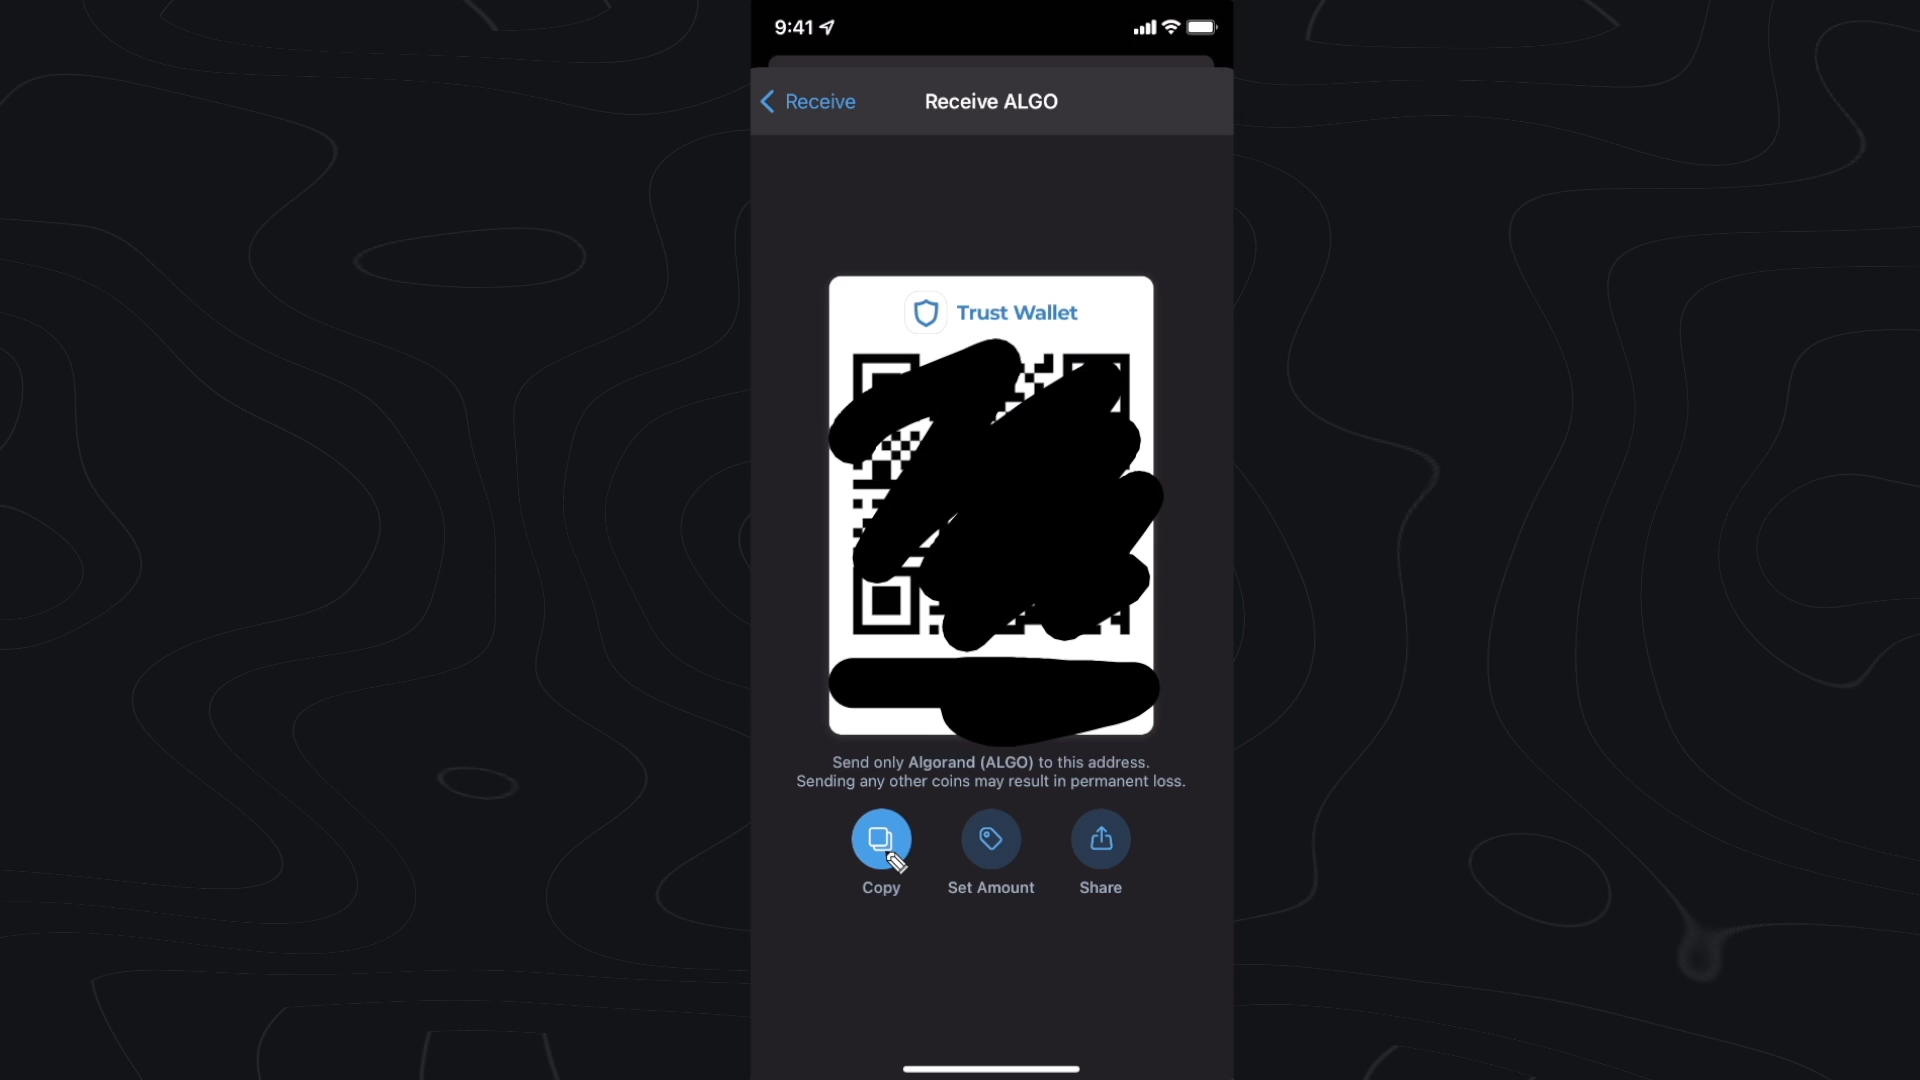 9:41
Receive
Receive ALGO
Trust Wallet
Send only Algorand (ALGO) to this address.
Sending any other coins may result in permanent loss.
Copy
Set Amount
Share